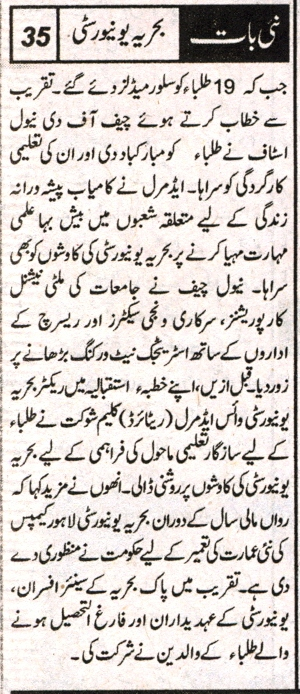 نئی بات
بحریہ یونیورسٹی
35
جب کہ 19 طلباء کو سلور میڈلز دئے گئے۔ تقریب
سے خطاب کرتے ہوئے چیف آف دی نیول
اسٹاف نے طلباء کو مبارکباد دی اور ان کی تعلیمی
کارگردگی کو سراہا۔ ایڈمرل نے کامیاب پیشہ ورانہ
زندگی کے لیے متعلقہ شعبوں میں بیش بہا علمی
مہارت مہیا کرنے پر بحریہ یونیورسٹی کی کاوشوں کو بھی
سراہا۔ نیول چیف نے جامعات کی ملٹی نیشنل
کارپوریشنز، سرکاری ونجی سیکٹرز اور ریسرچ کے
اداروں کے ساتھ اسٹریٹجک نیٹ ورکنگ بڑھانے پر
زور دیا۔ قبل ازیں، اپنے خطبہء استقبالیہ میں ریکٹر بحریہ
یونیورسٹی وائس ایڈمرل (ریٹائرڈ) کلیم شوکت نے طلباء
کے لیے سازگار تعلیمی ماحول کی فراہمی کے لیے بحریہ
یونیورسٹی کی کاوشوں پر روشنی ڈالی۔ انھوں نے مزید کہا کہ
رواں مالی سال کے دوران بحریہ یونیورسٹی لاہور کیمپس
کی نئی عمارت کی تعمیر کے لیے حکومت نے منظوری دے
دی ہے۔ تقریب میں پاک بحریہ کے سینئر افسران،
یونیورسٹی کے عہدیداران اور فارغ التحصیل ہونے
والے طلباء کے والدین نے شرکت کی۔